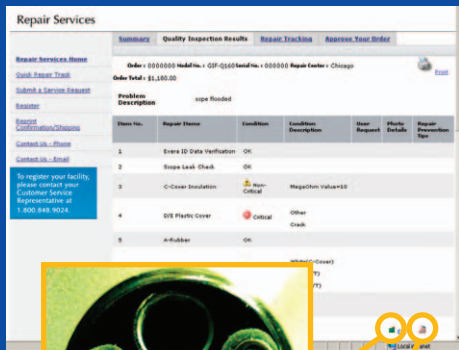 Repair Services
Summary Quality Inspection Results Repair Tracking Approve Your Order
Repair Services Home
Quick Repair Track
Submit a Service Request
Register
Reprint
Confirmation/Shipping
Contact Us - Phone
Contact Us - Email
To register your facility,
please contact your
Customer Service
Representative at
1.800.848.9024.
Order : 0000000 Model No. : GIF-Q160 Serial No. : 000000 Repair Center : Chicago
Order Total : $1,100.00
Print
Problem
Description
sope flooded
Item No. Repair Items Condition Condition Description User Request Photo Details Repair Prevention Tips
1 Evera ID Data Verification OK
2 Scope Leak Check OK
3 C-Cover Insulation Non-Critical MegaOhm Value=10
4 D/E Plastic Cover Critical Other
Crack
5 A-Rubber OK
White(C-Cover)
Local intranet